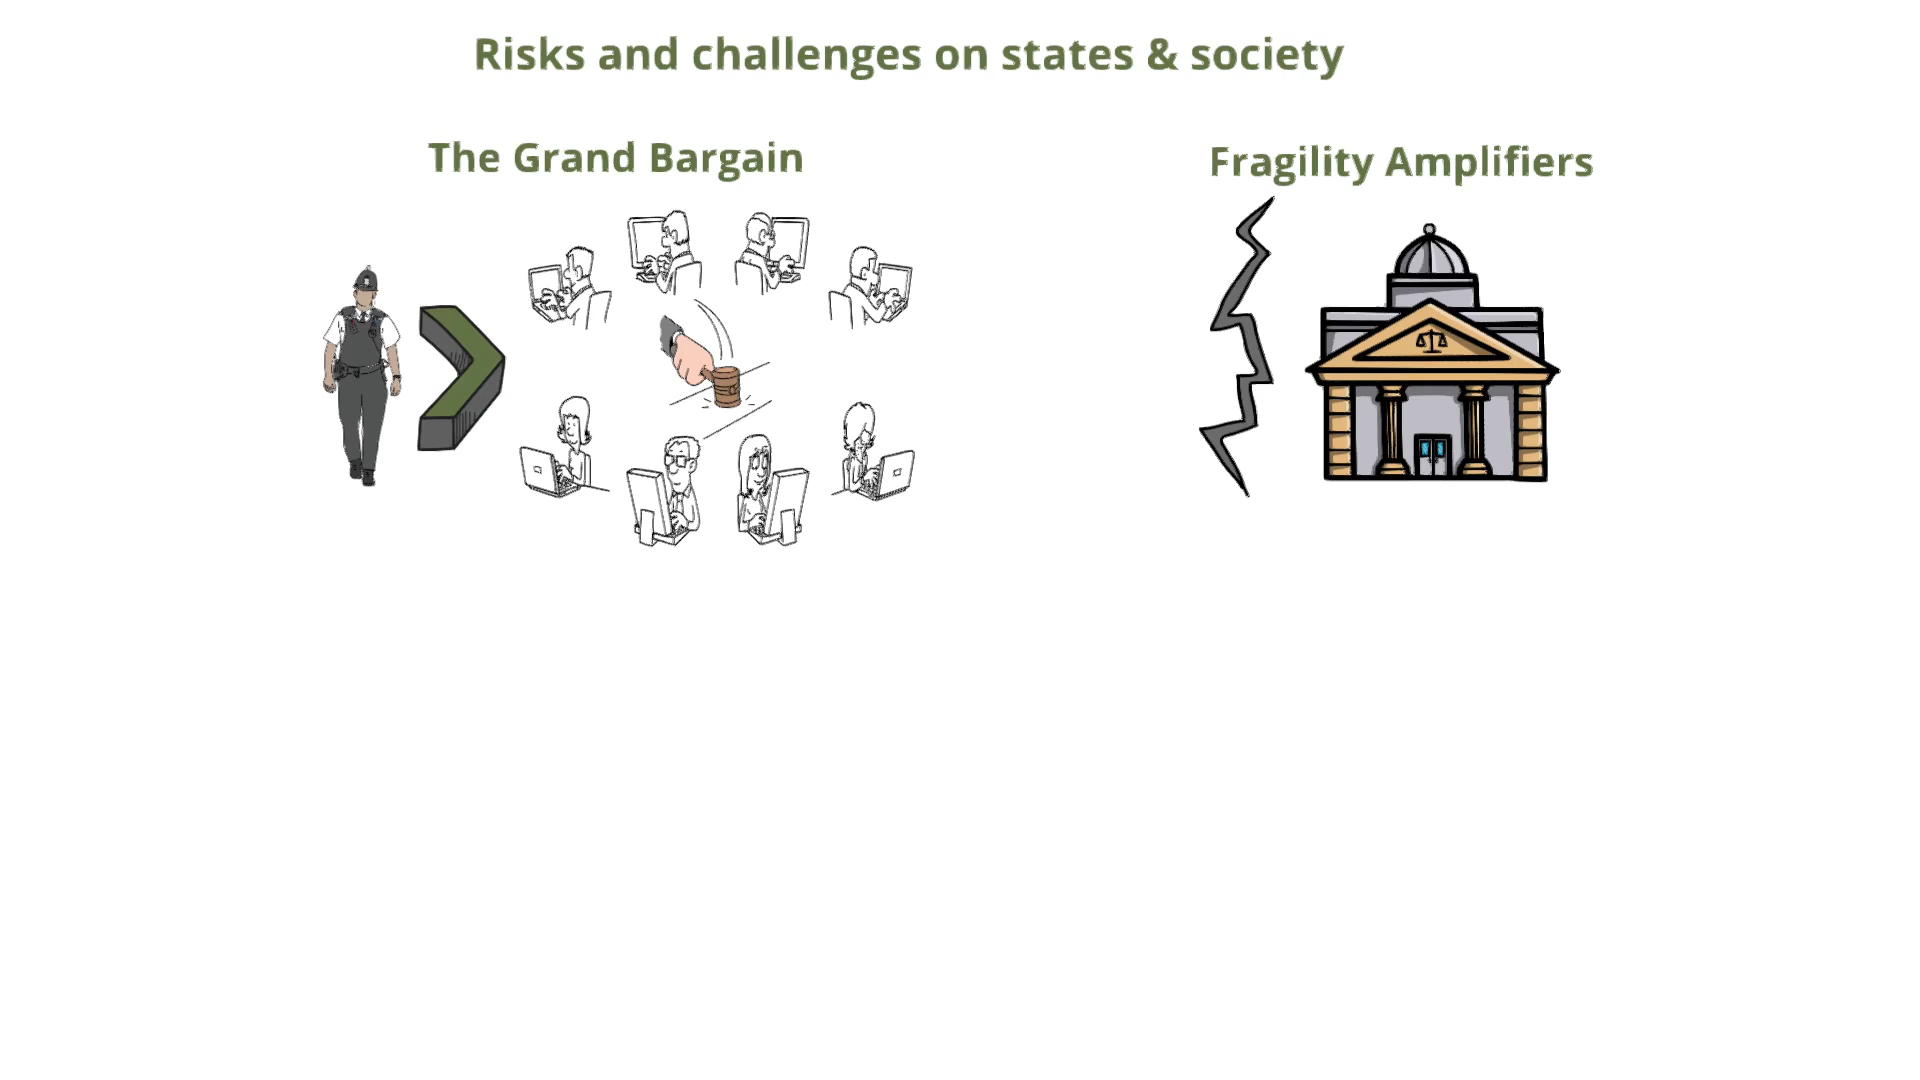 Risks and challenges on states & society
The Grand Bargain
Fragility Amplifiers